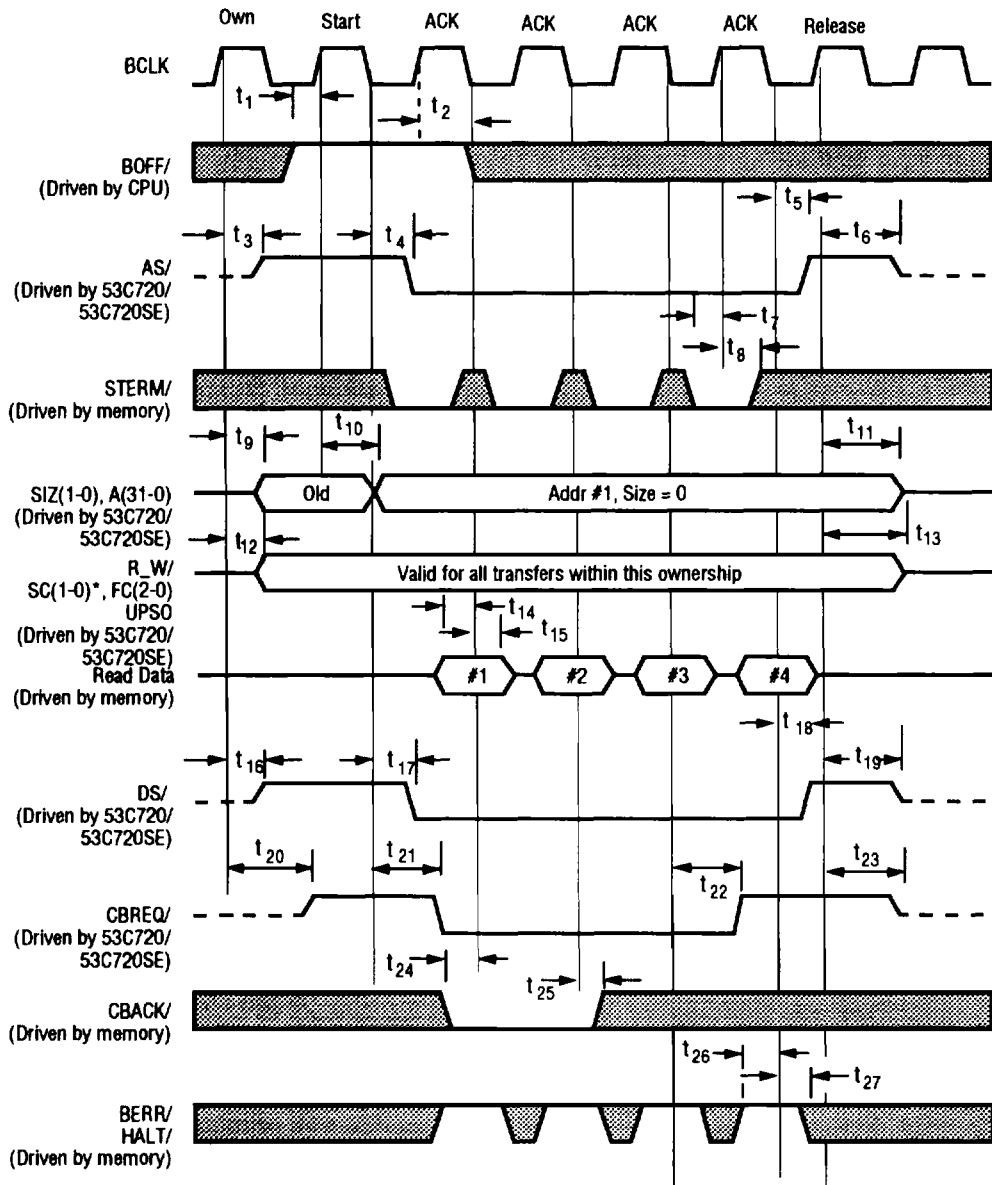 Own Start ACK ACK ACK ACK Release
BCLK
t1
t2
BOFF/
(Driven by CPU)
t5
t3
t4
t6
AS/
(Driven by 53C720/
53C720SE)
t7
t8
STERM/
(Driven by memory)
t9
t10
t11
SIZ(1-0), A(31-0)
(Driven by 53C720/
53C720SE)
Old
Addr #1, Size = 0
t12
t13
R_W/
SC(1-0)*, FC(2-0)
UPSO
(Driven by 53C720/
53C720SE)
Valid for all transfers within this ownership
t14
t15
Read Data
(Driven by memory)
#1 #2 #3 #4
t18
t16
t17
t19
DS/
(Driven by 53C720/
53C720SE)
t20
t21
t22
t23
CBREQ/
(Driven by 53C720/
53C720SE)
t24
t25
CBACK/
(Driven by memory)
t26
t27
BERR/
HALT/
(Driven by memory)